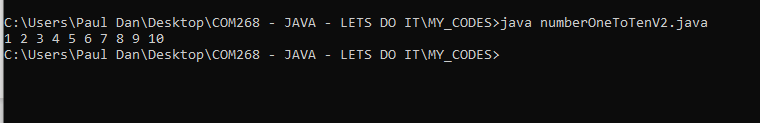 C:\Users\Paul Dan\Desktop\COM268 - JAVA - LETS DO IT\MY_CODES>java numberOneToTenV2.java
1 2 3 4 5 6 7 8 9 10
C:\Users\Paul Dan\Desktop\COM268 - JAVA - LETS DO IT\MY_CODES>